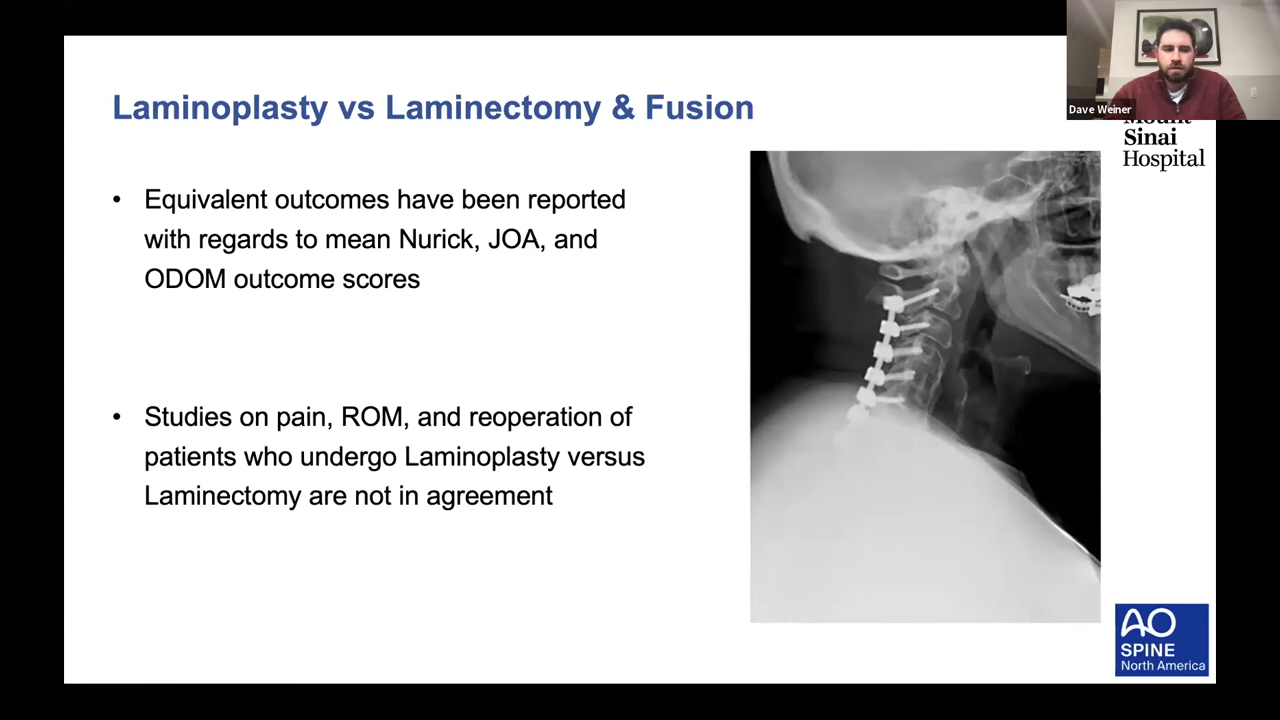 Laminoplasty vs Laminectomy & Fusion
Dave Weiner
Mount
Sinai
Hospital
• Equivalent outcomes have been reported
with regards to mean Nurick, JOA, and
ODOM outcome scores
• Studies on pain, ROM, and reoperation of
patients who undergo Laminoplasty versus
Laminectomy are not in agreement
AO
SPINE
North America